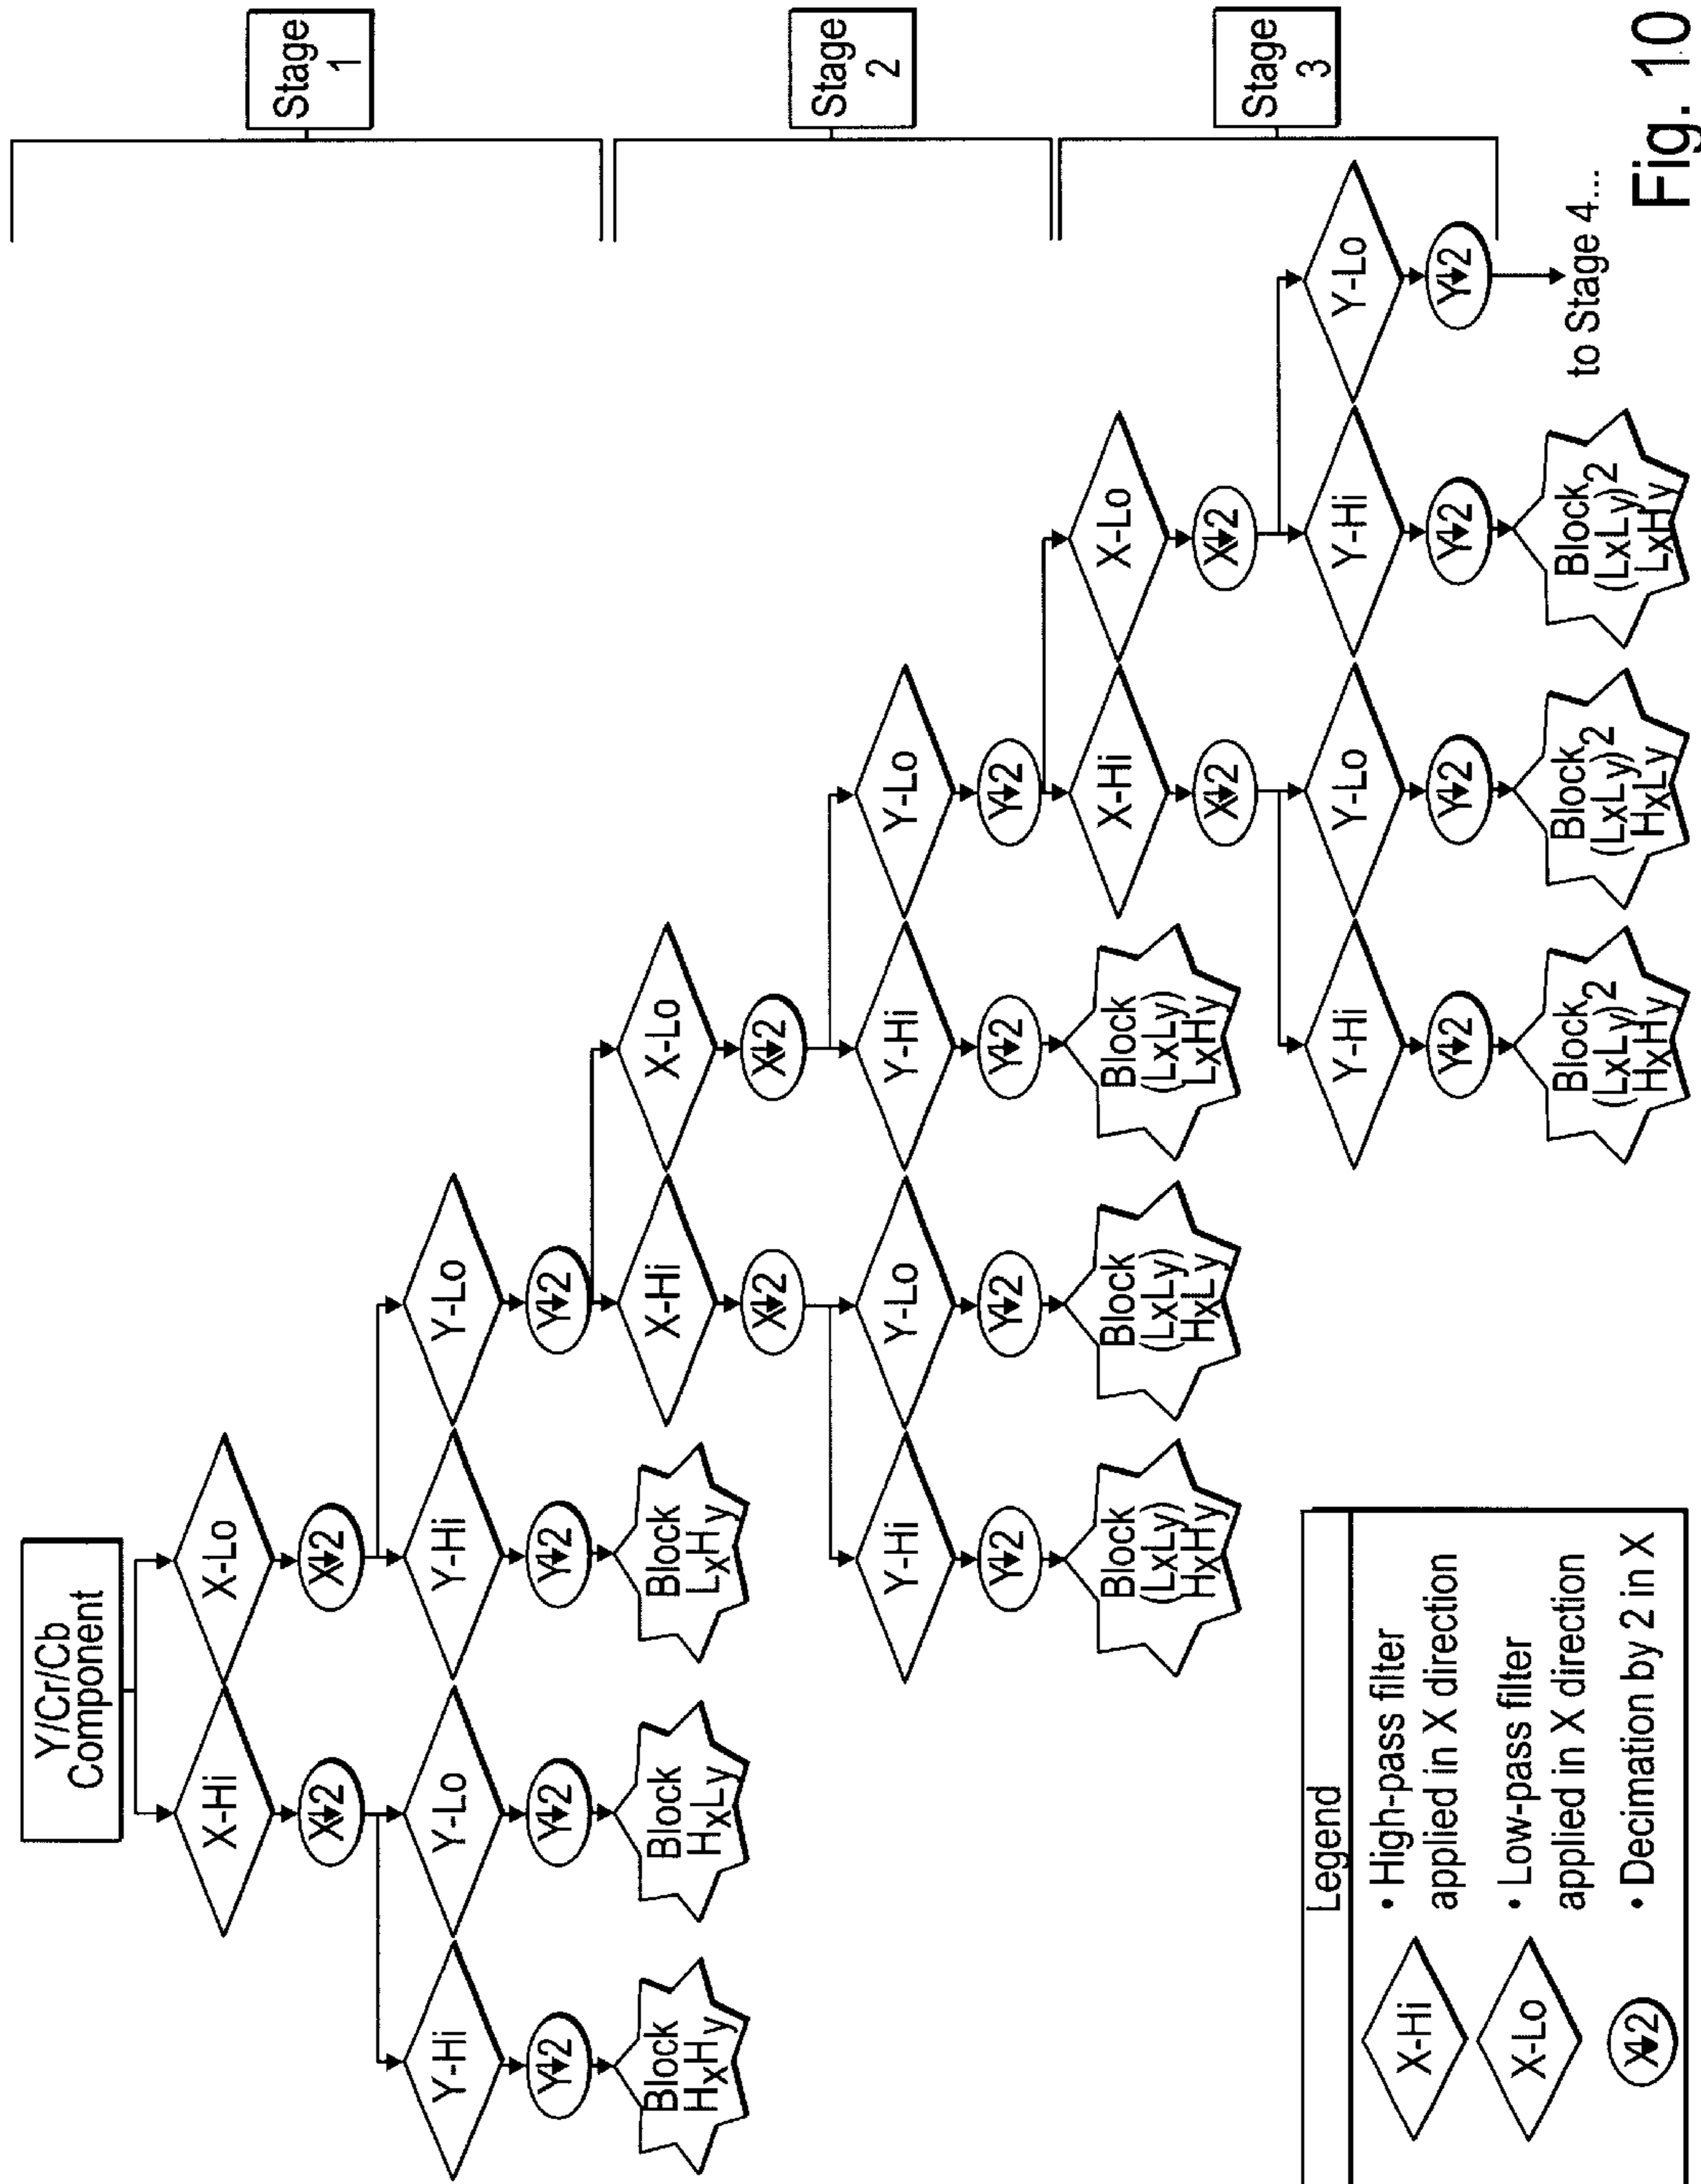 Y/Cr/Cb
Component
X-Hi
X-Lo
X↓2
X↓2
Y-Hi
Y-Lo
Y-Hi
Y-Lo
Y↓2
Y↓2
Y↓2
Y↓2
Block
HxHy
Block
HxLy
Block
LxHy
Stage
1
X-Hi
X-Lo
X↓2
X↓2
Y-Hi
Y-Lo
Y-Hi
Y-Lo
Y↓2
Y↓2
Y↓2
Y↓2
Block
(LxLy)
HxHy
Block
(LxLy)
HxLy
Block
(LxLy)
LxHy
Stage
2
X-Hi
X-Lo
X↓2
X↓2
Y-Hi
Y-Lo
Y-Hi
Y-Lo
Y↓2
Y↓2
Y↓2
Y↓2
Block
(LxLy)2
HxHy
Block
(LxLy)2
HxLy
Block
(LxLy)2
LxHy
to Stage 4...
Stage
3
Legend
X-Hi
• High-pass filter
applied in X direction
X-Lo
• Low-pass filter
applied in X direction
X↓2
• Decimation by 2 in X
Fig. 10